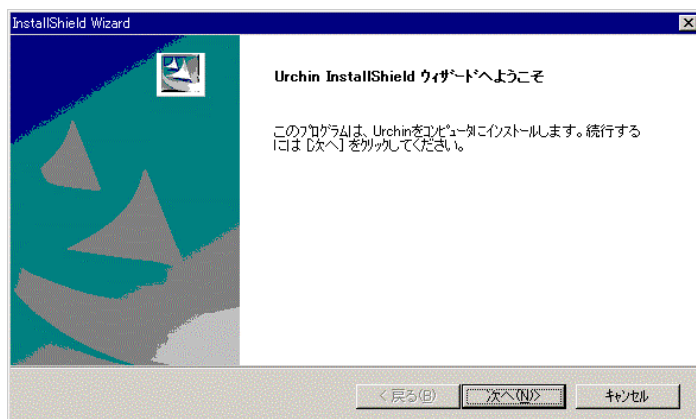 InstallShield Wizard
Urchin InstallShield ウィザードへようこそ
このプログラムは、Urchinをコンピュータにインストールします。続行する
には [次へ] をクリックしてください。
< 戻る(B)
次へ(N)>
キャンセル